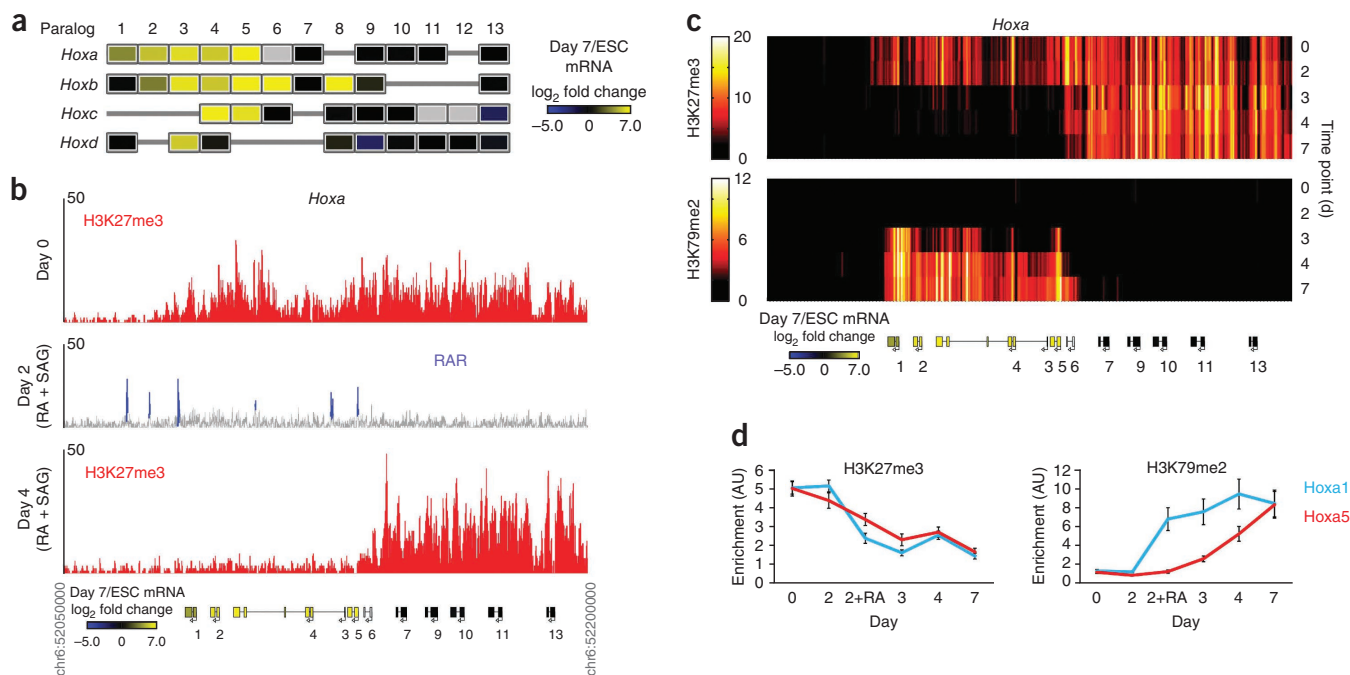 a
Paralog 1 2 3 4 5 6 7 8 9 10 11 12 13
Hoxa
Hoxb
Hoxc
Hoxd
Day 7/ESC
mRNA
log2 fold change
–5.0 0 7.0
b
Hoxa
50
H3K27me3
Day 0
50
RAR
Day 2
(RA + SAG)
50
H3K27me3
Day 4
(RA + SAG)
Day 7/ESC mRNA
log2 fold change
–5.0 0 7.0
1 2 4 3 5 6 7 9 10 11 13
chr6:52050000
chr6:52200000
c
Hoxa
H3K27me3
20
10
0
0
2
3
4
7
H3K79me2
12
6
0
0
2
3
4
7
Time point (d)
Day 7/ESC mRNA
log2 fold change
–5.0 0 7.0
1 2 4 3 5 6 7 9 10 11 13
d
H3K27me3
Enrichment (AU)
6
5
4
3
2
1
0
0 2 2+RA 3 4 7
Day
H3K79me2
Enrichment (AU)
12
10
8
6
4
2
0
0 2 2+RA 3 4 7
Day
Hoxa1
Hoxa5